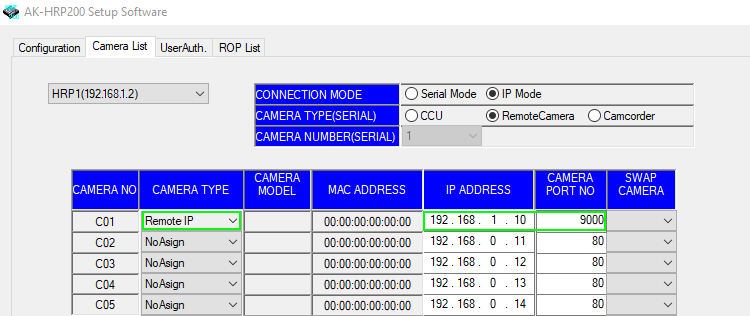 AK-HRP200 Setup Software
Configuration Camera List UserAuth. ROP List
HRP1(192.168.1.2)
CONNECTION MODE Serial Mode IP Mode
CAMERA TYPE(SERIAL) CCU RemoteCamera Camcorder
CAMERA NUMBER(SERIAL) 1
CAMERA NO CAMERA TYPE CAMERA MODEL MAC ADDRESS IP ADDRESS CAMERA PORT NO SWAP CAMERA
C01 Remote IP 00:00:00:00:00:00 192 . 168 . 1 . 10 9000
C02 NoAsign 00:00:00:00:00:00 192 . 168 . 0 . 11 80
C03 NoAsign 00:00:00:00:00:00 192 . 168 . 0 . 12 80
C04 NoAsign 00:00:00:00:00:00 192 . 168 . 0 . 13 80
C05 NoAsign 00:00:00:00:00:00 192 . 168 . 0 . 14 80